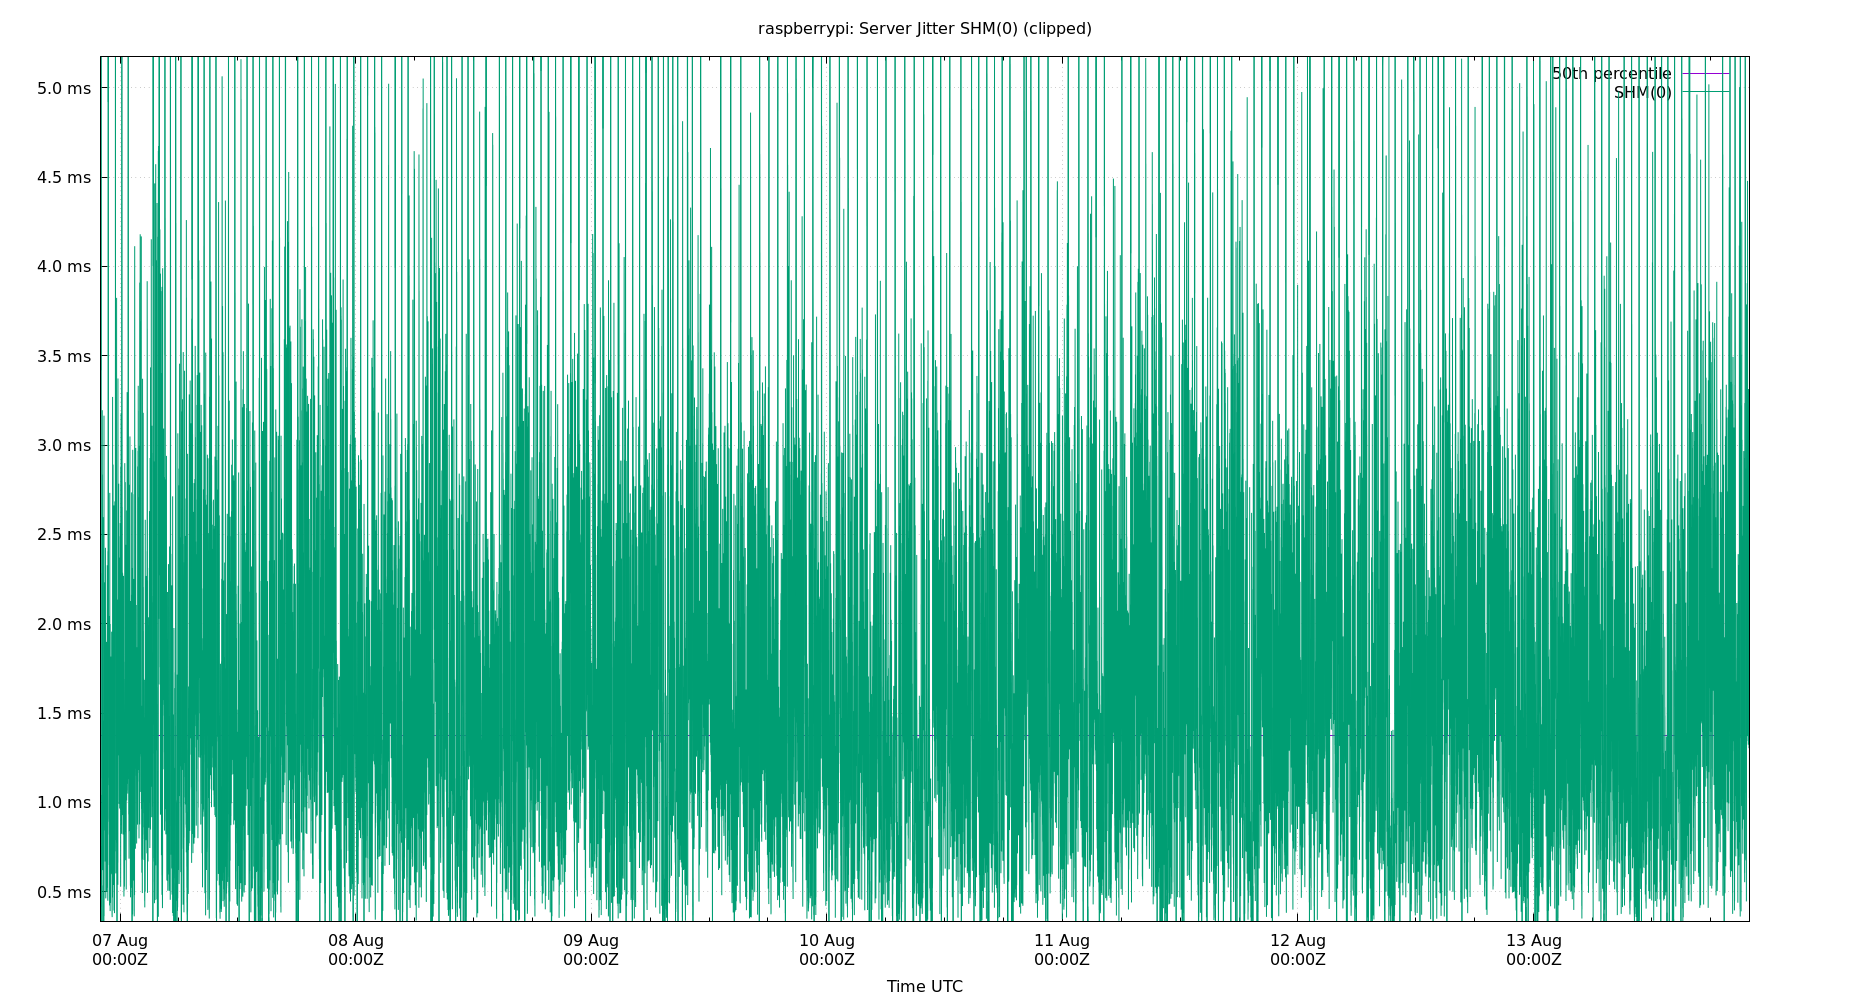 raspberrypi: Server Jitter SHM(0) (clipped)
50th percentile
SHM(0)
5.0 ms
4.5 ms
4.0 ms
3.5 ms
3.0 ms
2.5 ms
2.0 ms
1.5 ms
1.0 ms
0.5 ms
07 Aug 08 Aug 09 Aug 10 Aug 11 Aug 12 Aug 13 Aug
00:00Z 00:00Z 00:00Z 00:00Z 00:00Z 00:00Z 00:00Z
Time UTC